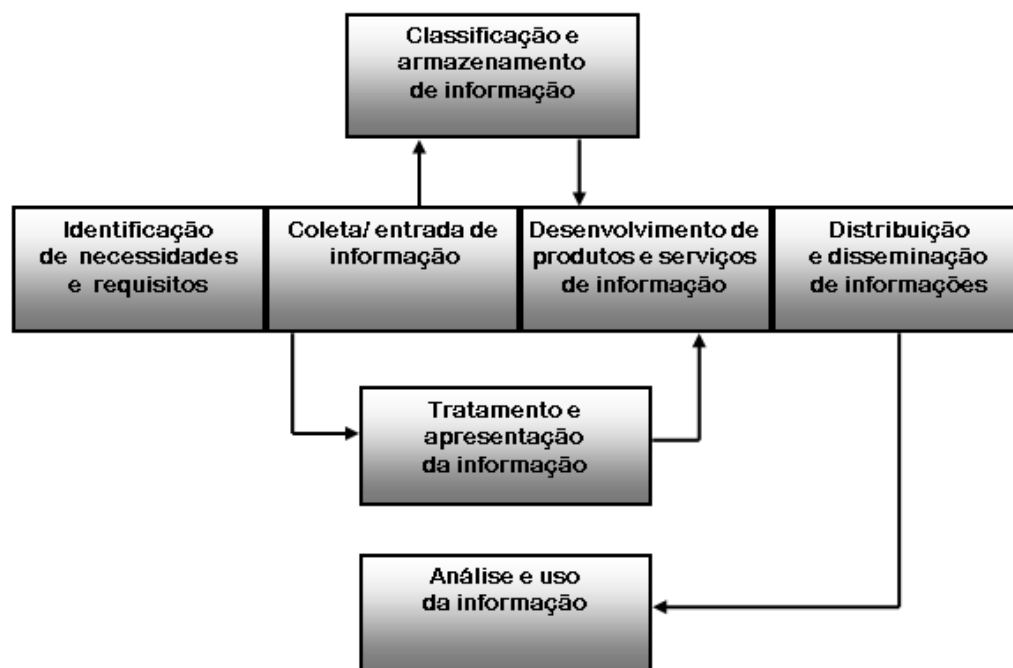 Classificação e
armazenamento
de informação
Identificação
de necessidades
e requisitos
Coleta/ entrada de
informação
Desenvolvimento de
produtos e serviços
de informação
Distribuição
e disseminação
de informações
Tratamento e
apresentação
da informação
Análise e uso
da informação